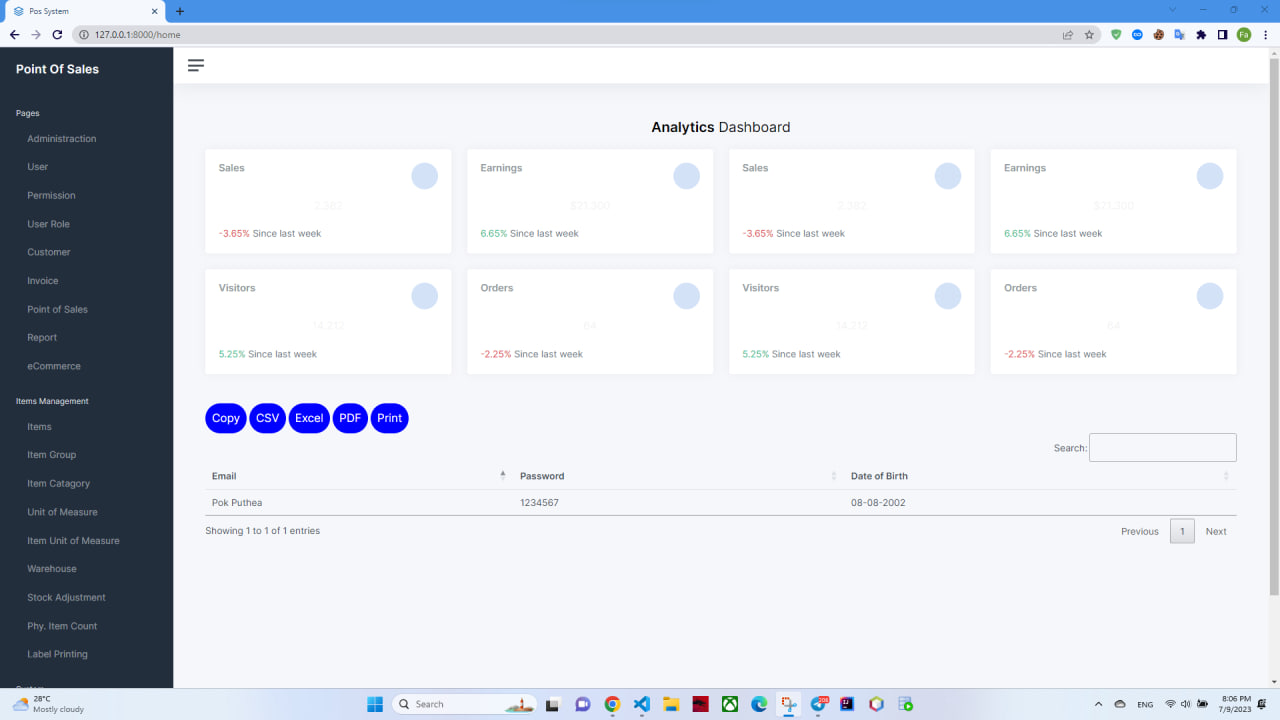 Pos System
127.0.0.1:8000/home
Fa
Point Of Sales
Pages
Administraction
User
Permission
User Role
Customer
Invoice
Point of Sales
Report
eCommerce
Items Management
Items
Item Group
Item Catagory
Unit of Measure
Item Unit of Measure
Warehouse
Stock Adjustment
Phy. Item Count
Label Printing
Analytics Dashboard
Sales
2.382
-3.65% Since last week
Earnings
$21.300
6.65% Since last week
Sales
2.382
-3.65% Since last week
Earnings
$21.300
6.65% Since last week
Visitors
14.212
5.25% Since last week
Orders
64
-2.25% Since last week
Visitors
14.212
5.25% Since last week
Orders
64
-2.25% Since last week
Copy CSV Excel PDF Print
Search:
Email Password Date of Birth
Pok Puthea 1234567 08-08-2002
Showing 1 to 1 of 1 entries
Previous 1 Next
28°C
Mostly cloudy
Search
ENG
8:06 PM
7/9/2023